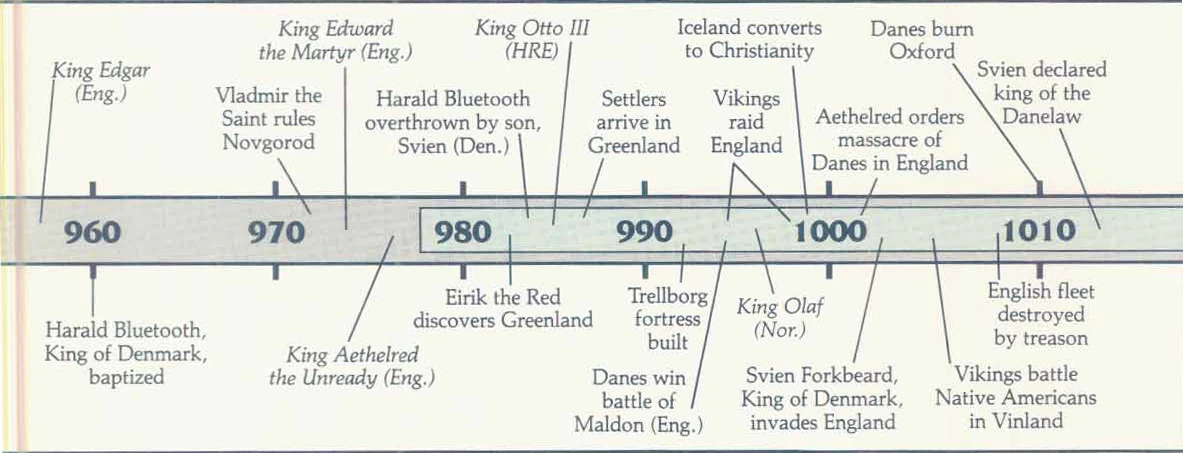 King Edgar
(Eng.)
Vladmir the
Saint rules
Novgorod
King Edward
the Martyr (Eng.)
Harald Bluetooth
overthrown by son,
Svien (Den.)
King Otto III
(HRE)
Settlers
arrive in
Greenland
Vikings
raid
England
Iceland converts
to Christianity
Aethelred orders
massacre of
Danes in England
Danes burn
Oxford
Svien declared
king of the
Danelaw
960 970 980 990 1000 1010
Harald Bluetooth,
King of Denmark,
baptized
King Aethelred
the Unready (Eng.)
Eirik the Red
discovers Greenland
Trellborg
fortress
built
Danes win
battle of
Maldon (Eng.)
King Olaf
(Nor.)
Svien Forkbeard,
King of Denmark,
invades England
Vikings battle
Native Americans
in Vinland
English fleet
destroyed
by treason